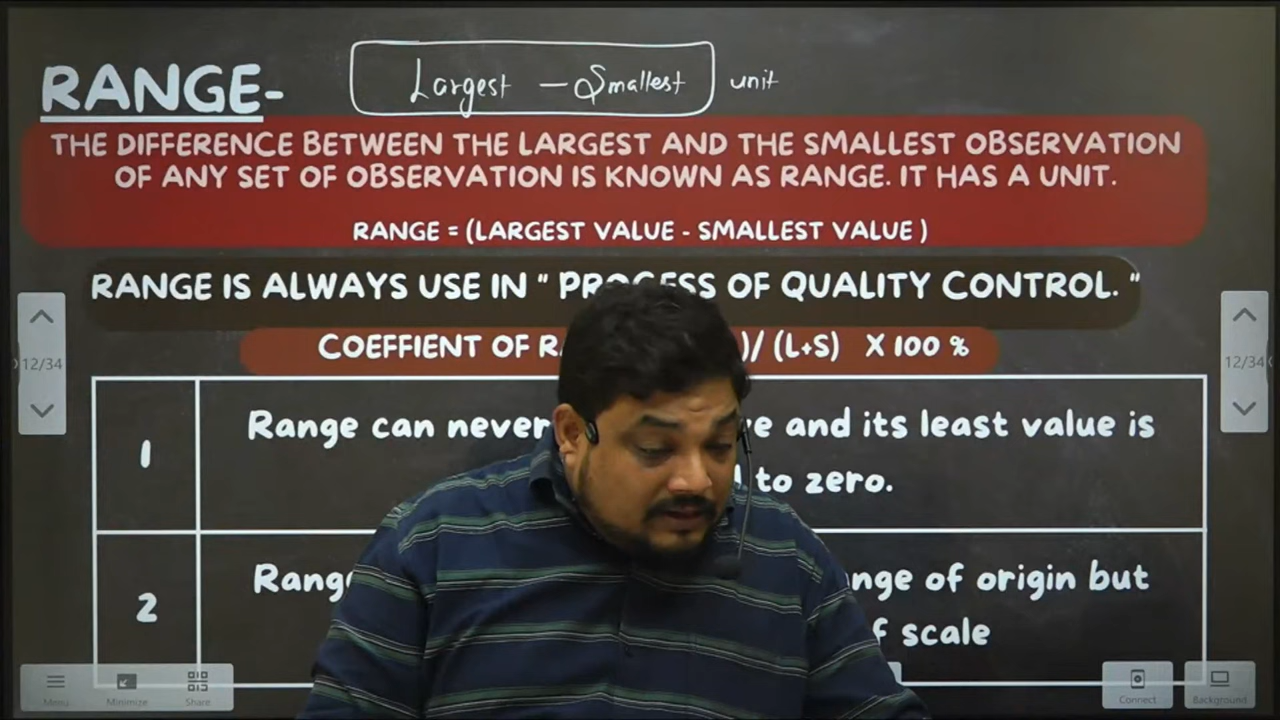 RANGE-
Largest - Smallest unit
THE DIFFERENCE BETWEEN THE LARGEST AND THE SMALLEST OBSERVATION
OF ANY SET OF OBSERVATION IS KNOWN AS RANGE. IT HAS A UNIT.
RANGE = (LARGEST VALUE - SMALLEST VALUE )
RANGE IS ALWAYS USE IN " PROCESS OF QUALITY CONTROL. "
COEFFIENT OF )/ (L+S) X 100 %
1
Range can never and its least value is
to zero.
2
of origin but
scale
12/34
12/34
Menu
Minimize
Share
Connect
Background